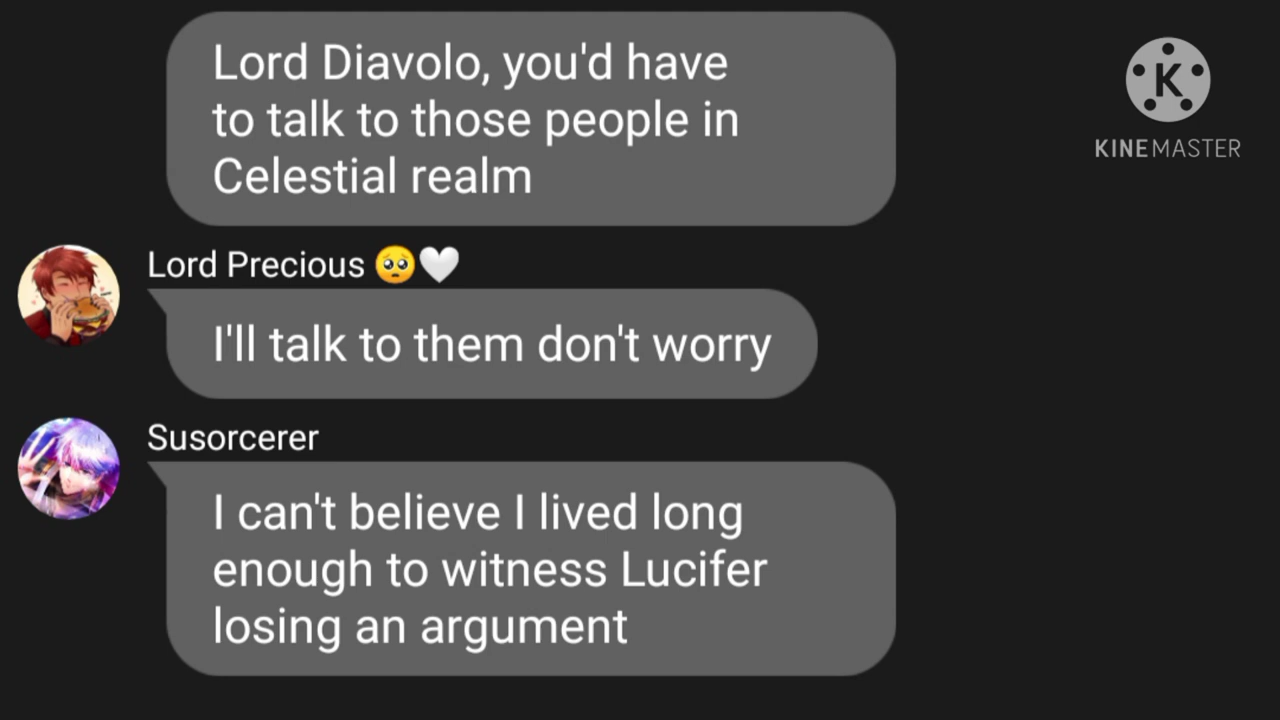 Lord Diavolo, you'd have
to talk to those people in
Celestial realm
KINEMASTER
Lord Precious 🥺🤍
I'll talk to them don't worry
Susorcerer
I can't believe I lived long
enough to witness Lucifer
losing an argument